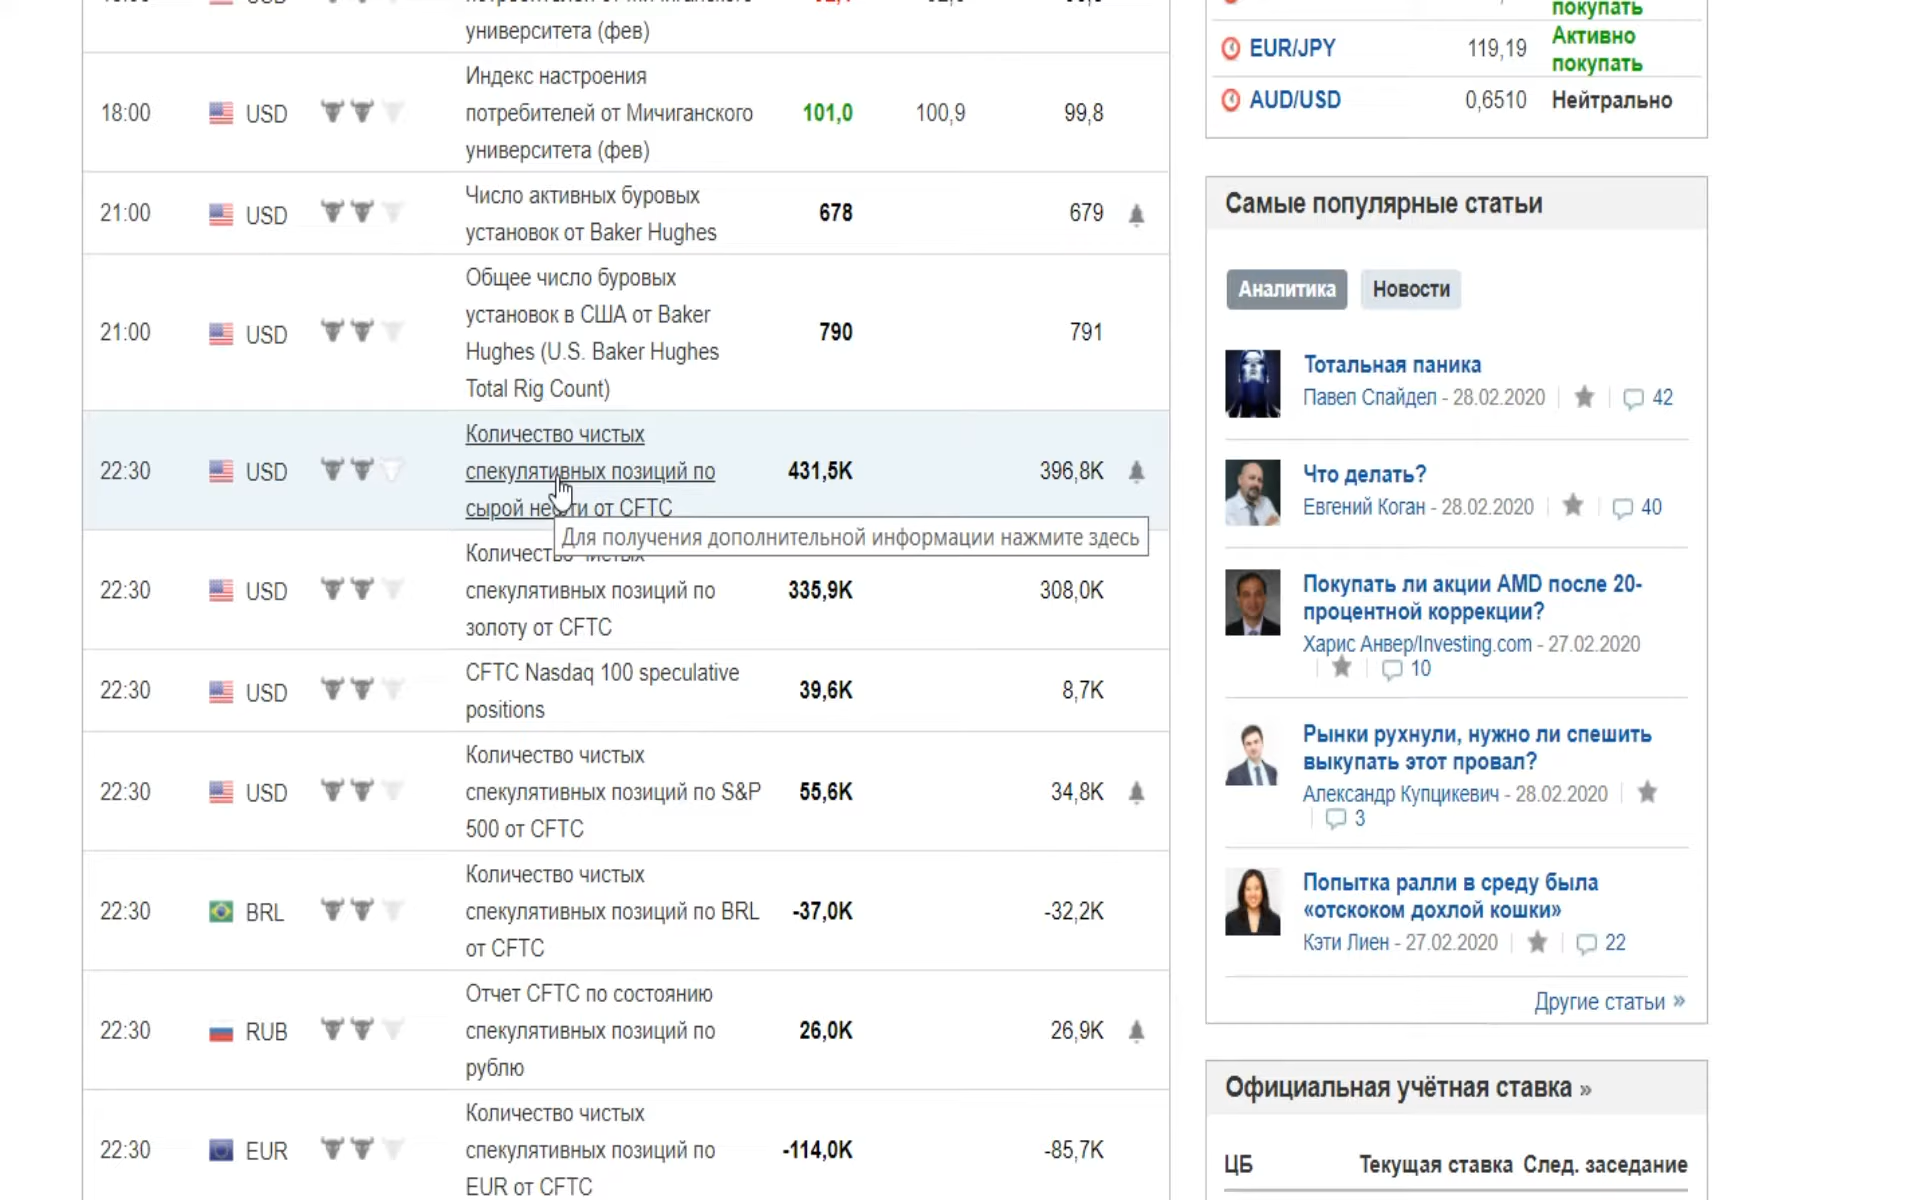 университета (фев)
Индекс настроения
18:00 USD потребителей от Мичиганского 101,0 100,9 99,8
университета (фев)
Число активных буровых
21:00 USD 678 679
установок от Baker Hughes
Общее число буровых
установок в США от Baker
21:00 USD 790 791
Hughes (U.S. Baker Hughes
Total Rig Count)
Количество чистых
22:30 USD спекулятивных позиций по 431,5K 396,8K
сырой нефти от CFTC
Для получения дополнительной информации нажмите здесь
Количество чистых
22:30 USD спекулятивных позиций по 335,9K 308,0K
золоту от CFTC
CFTC Nasdaq 100 speculative
22:30 USD 39,6K 8,7K
positions
Количество чистых
22:30 USD спекулятивных позиций по S&P 55,6K 34,8K
500 от CFTC
Количество чистых
22:30 BRL спекулятивных позиций по BRL -37,0K -32,2K
от CFTC
Отчет CFTC по состоянию
22:30 RUB спекулятивных позиций по 26,0K 26,9K
рублю
Количество чистых
22:30 EUR спекулятивных позиций по -114,0K -85,7K
EUR от CFTC
покупать
Активно
EUR/JPY 119,19
покупать
AUD/USD 0,6510 Нейтрально
Самые популярные статьи
Аналитика Новости
Тотальная паника
Павел Спайдел - 28.02.2020 42
Что делать?
Евгений Коган - 28.02.2020 40
Покупать ли акции AMD после 20-
процентной коррекции?
Харис Анвер/Investing.com - 27.02.2020
10
Рынки рухнули, нужно ли спешить
выкупать этот провал?
Александр Купцикевич - 28.02.2020
3
Попытка ралли в среду была
«отскоком дохлой кошки»
Кэти Лиен - 27.02.2020 22
Другие статьи »
Официальная учётная ставка »
ЦБ Текущая ставка След. заседание